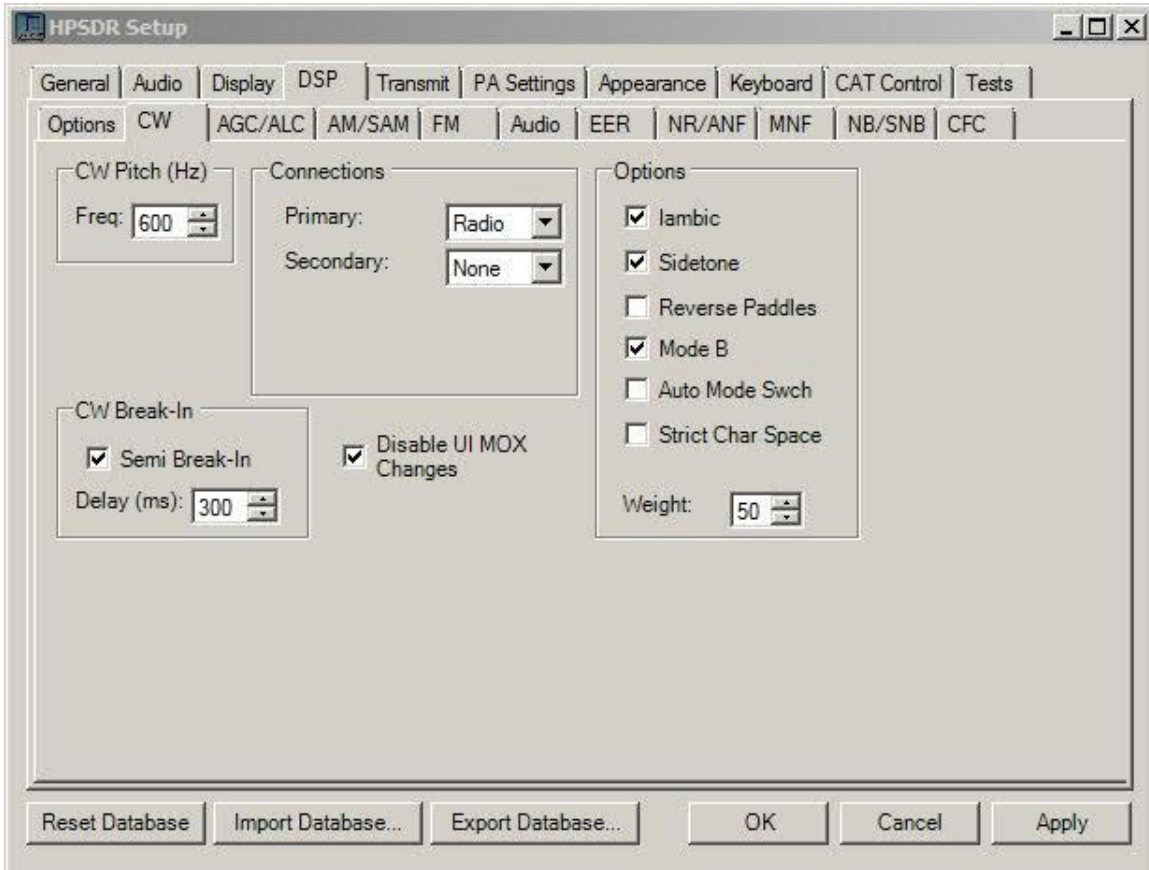 HPSDR Setup
General Audio Display DSP Transmit PA Settings Appearance Keyboard CAT Control Tests
Options CW AGC/ALC AM/SAM FM Audio EER NR/ANF MNF NB/SNB CFC
CW Pitch (Hz)
Freq: 600
Connections
Primary: Radio
Secondary: None
Options
Iambic
Sidetone
Reverse Paddles
Mode B
Auto Mode Swch
Strict Char Space
Weight: 50
CW Break-In
Semi Break-In
Delay (ms): 300
Disable UI MOX
Changes
Reset Database Import Database... Export Database... OK Cancel Apply